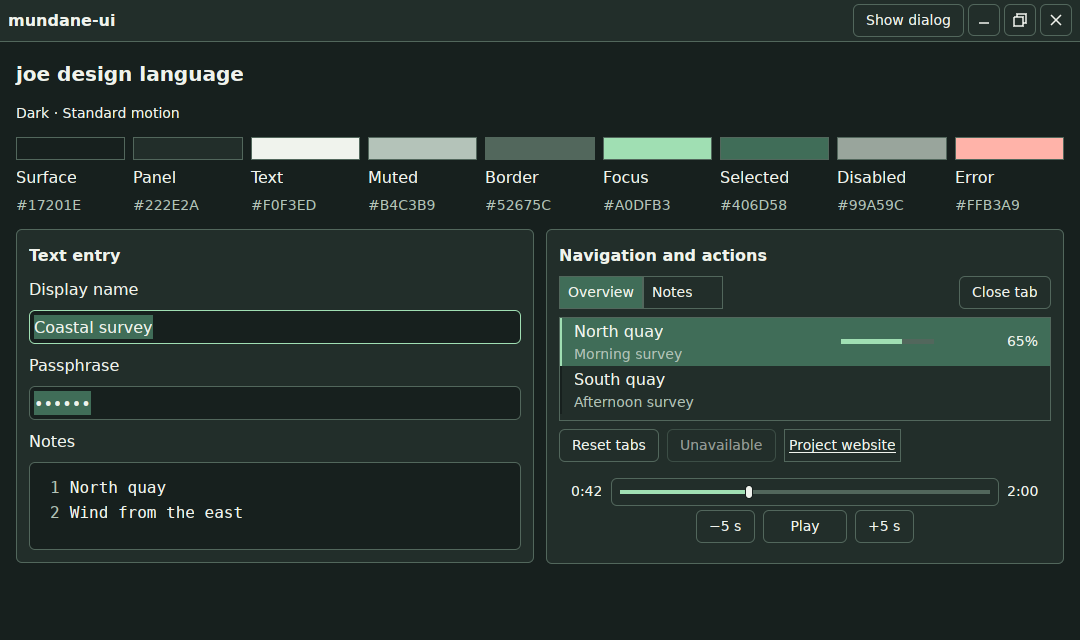 mundane-ui
Show dialog
joe design language
Dark · Standard motion
Surface Panel Text Muted Border Focus Selected Disabled Error
#17201E #222E2A #F0F3ED #B4C3B9 #52675C #A0DFB3 #406D58 #99A59C #FFB3A9
Text entry
Display name
Coastal survey
Passphrase
••••••
Notes
1 North quay
2 Wind from the east
Navigation and actions
Overview Notes Close tab
North quay
Morning survey
65%
South quay
Afternoon survey
Reset tabs Unavailable Project website
0:42 2:00
−5 s Play +5 s